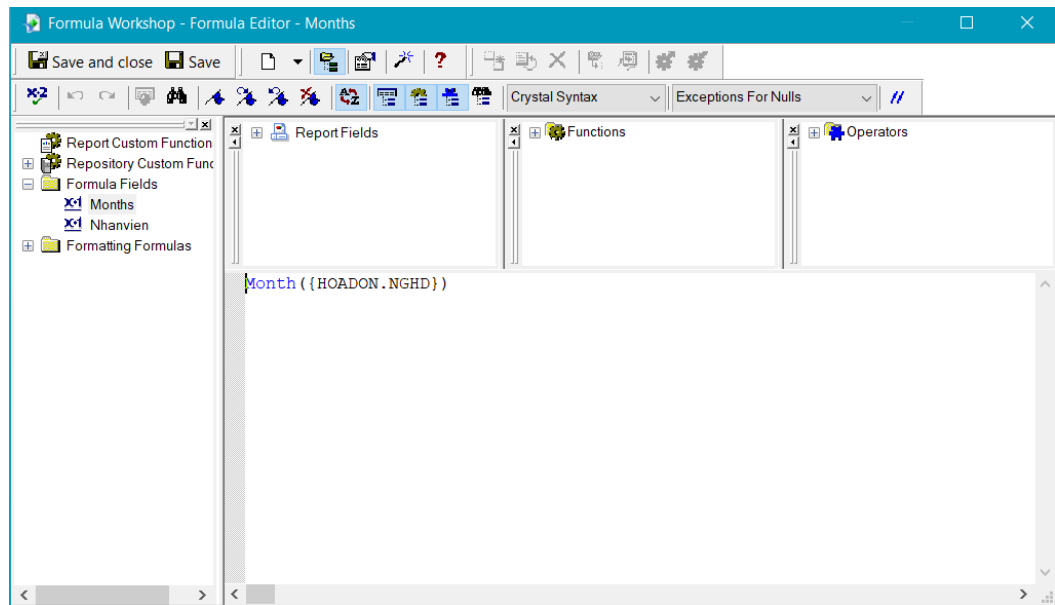 Formula Workshop - Formula Editor - Months
Save and close Save
Crystal Syntax Exceptions For Nulls
Report Custom Function
Repository Custom Func
Formula Fields
Months
Nhanvien
Formatting Formulas
Report Fields
Functions
Operators
Month({HOADON.NGHD})